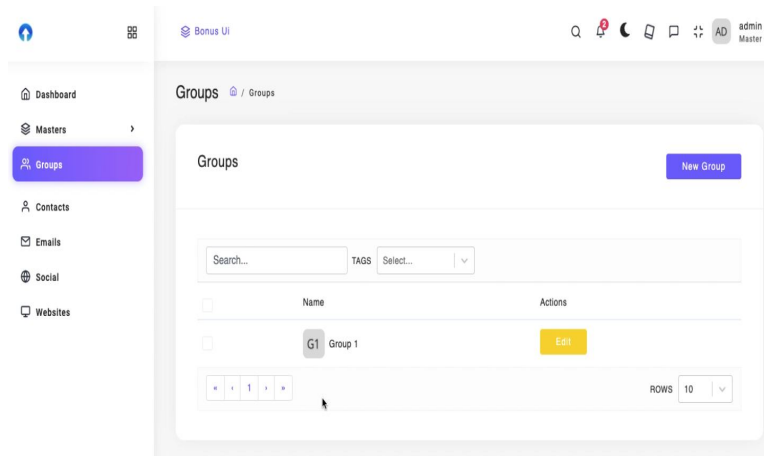 Bonus Ui
2
AD
admin
Master
Dashboard
Masters
Groups
Contacts
Emails
Social
Websites
Groups / Groups
Groups
New Group
Search...
TAGS
Select...
Name
Actions
G1 Group 1
Edit
« ‹ 1 › »
ROWS 10